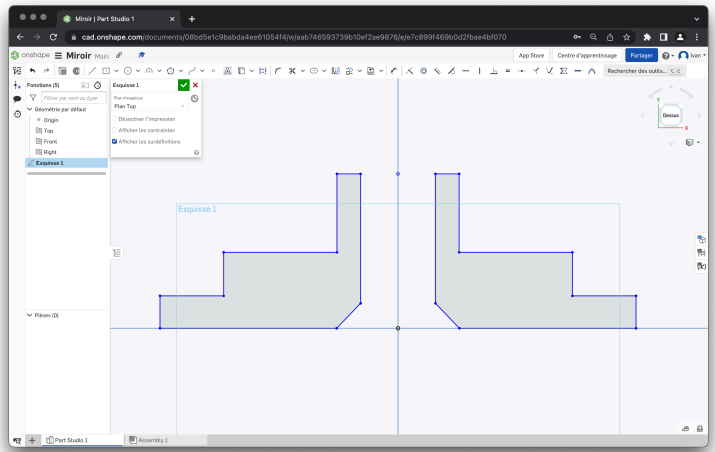 Miroir | Part Studio 1
cad.onshape.com/documents/08bd5e1c9babda4ee61054f4/w/aab746593739b10ef2ae9876/e/e7c899f469b0d2fbae4bf070
onshape Miroir Main
App Store Centre d'apprentissage Partager Ivan
Rechercher des outils... ⌥ c
Fonctions (5)
Filtrer par nom ou type
Géométrie par défaut
Origin
Top
Front
Right
Esquisse 1
Pièces (0)
Esquisse 1
Plan d'esquisse
Plan Top
Désactiver l'impression
Afficher les contraintes
Afficher les surdéfinitions
Esquisse 1
Y
Dessus
X
Part Studio 1 Assembly 1